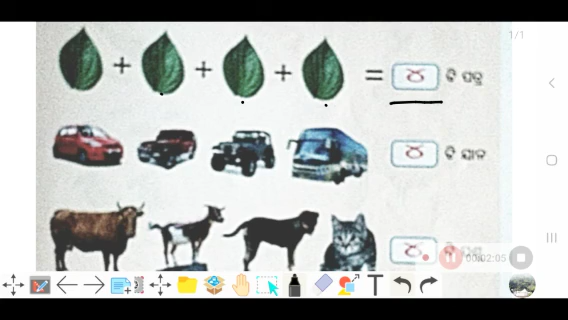 1/1
+ + + = ୪ ଟି ପତ୍ର
୪ ଟି ଯାନ
୪ ଟି
00:02:05